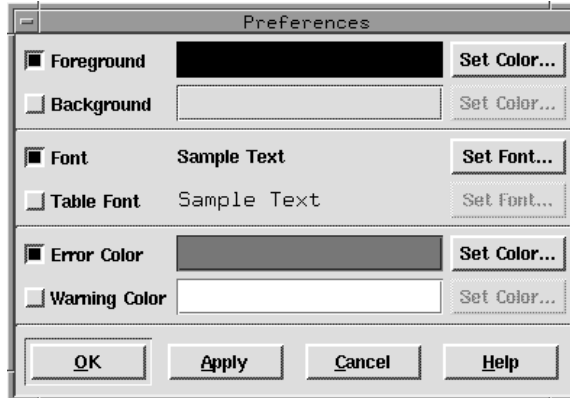 Preferences
Foreground Set Color...
Background Set Color...
Font Sample Text Set Font...
Table Font Sample Text Set Font...
Error Color Set Color...
Warning Color Set Color...
OK Apply Cancel Help